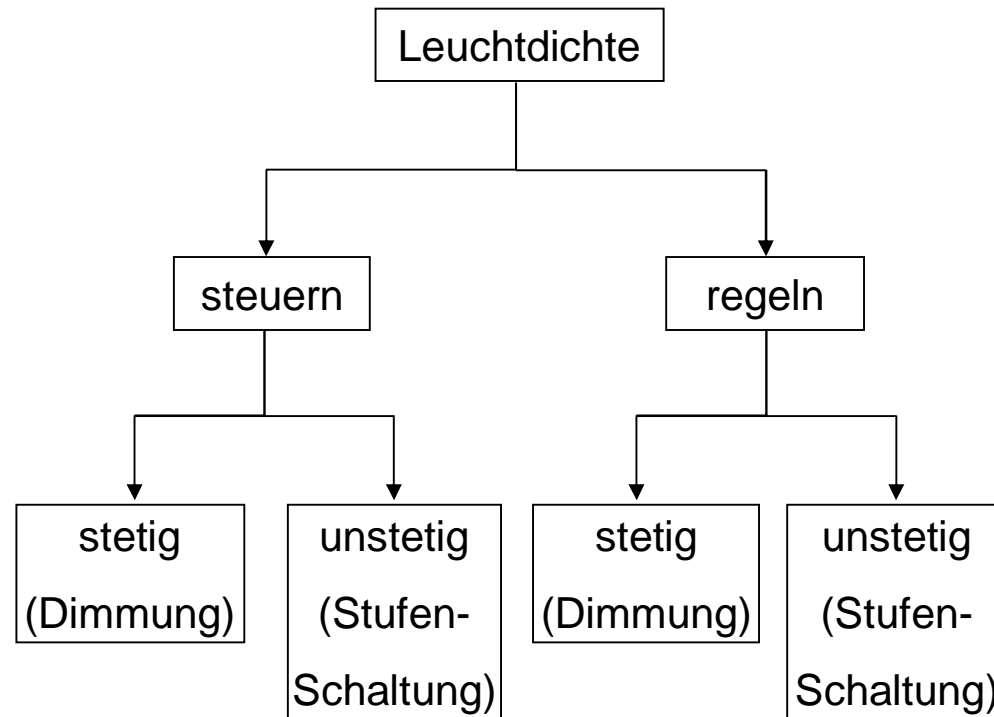 Leuchtdichte
steuern
regeln
stetig
(Dimmung)
unstetig
(Stufen-
Schaltung)
stetig
(Dimmung)
unstetig
(Stufen-
Schaltung)